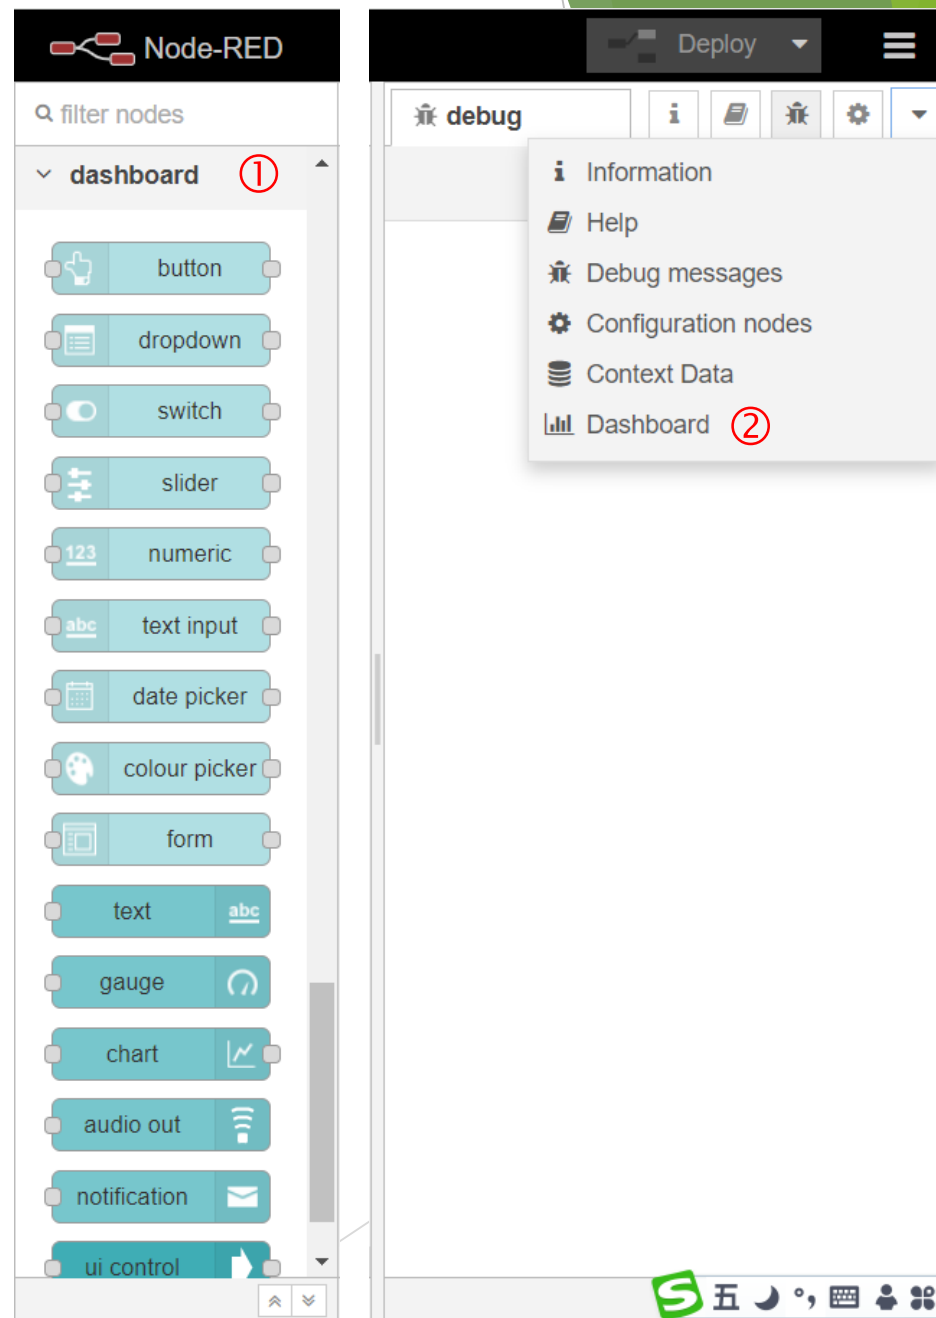 Node-RED
filter nodes
dashboard ①
button
dropdown
switch
slider
123 numeric
abc text input
date picker
colour picker
form
text abc
gauge
chart
audio out
notification
ui control
Deploy
debug
i
Information
Help
Debug messages
Configuration nodes
Context Data
Dashboard ②
S 五 °,